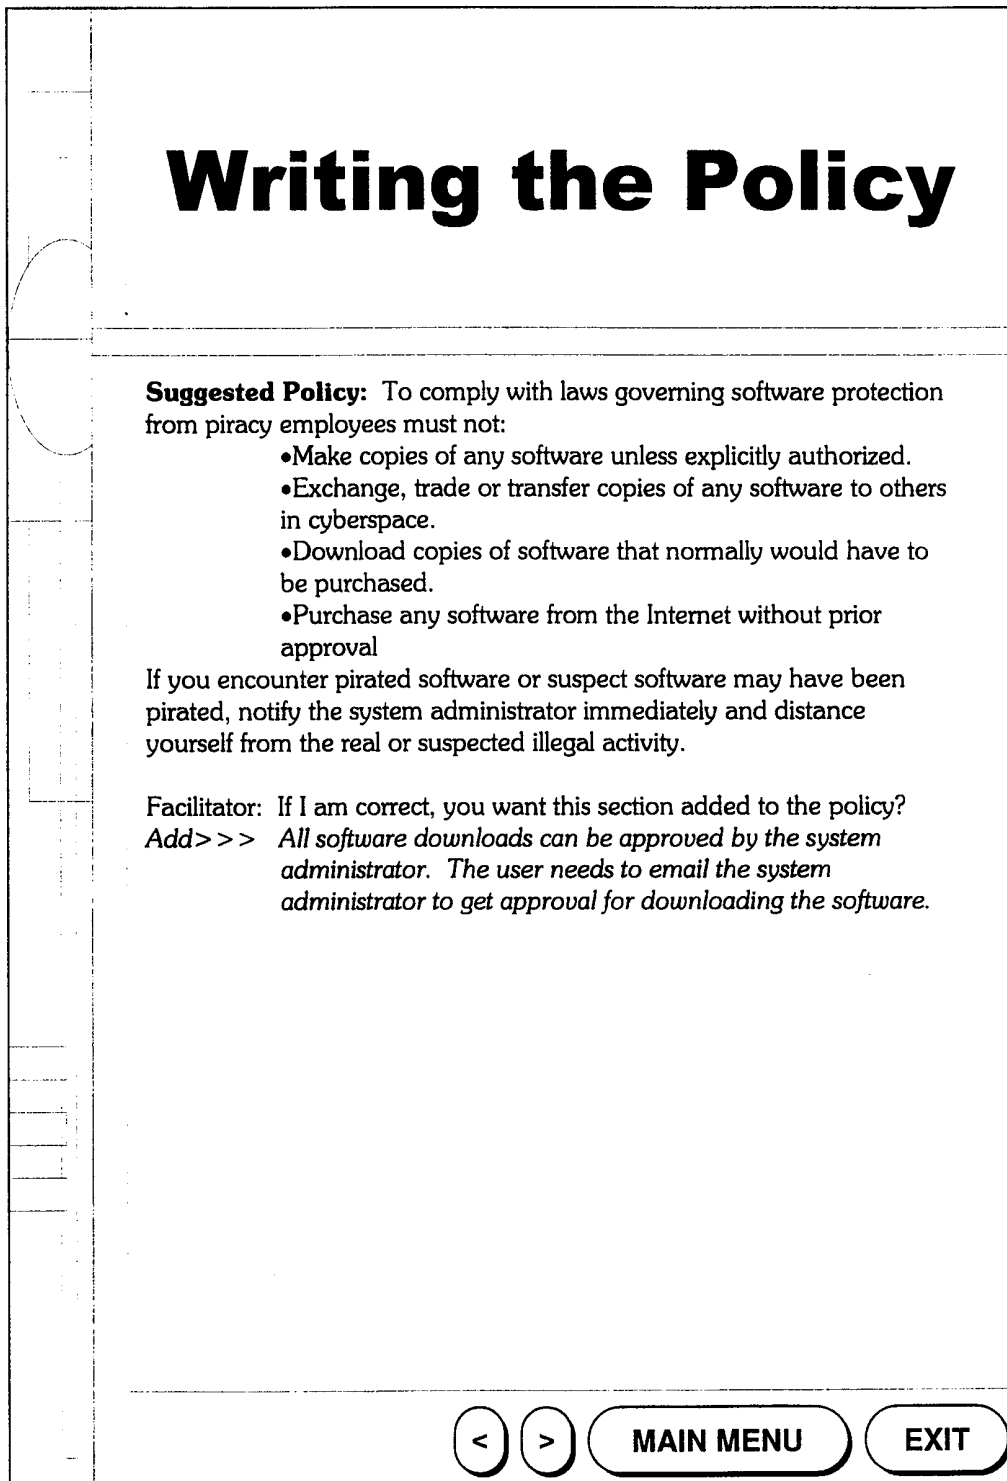 Writing the Policy
Suggested Policy: To comply with laws governing software protection
from piracy employees must not:
•Make copies of any software unless explicitly authorized.
•Exchange, trade or transfer copies of any software to others
in cyberspace.
•Download copies of software that normally would have to
be purchased.
•Purchase any software from the Internet without prior
approval
If you encounter pirated software or suspect software may have been
pirated, notify the system administrator immediately and distance
yourself from the real or suspected illegal activity.
Facilitator: If I am correct, you want this section added to the policy?
Add>>> All software downloads can be approved by the system
administrator. The user needs to email the system
administrator to get approval for downloading the software.
< > MAIN MENU EXIT